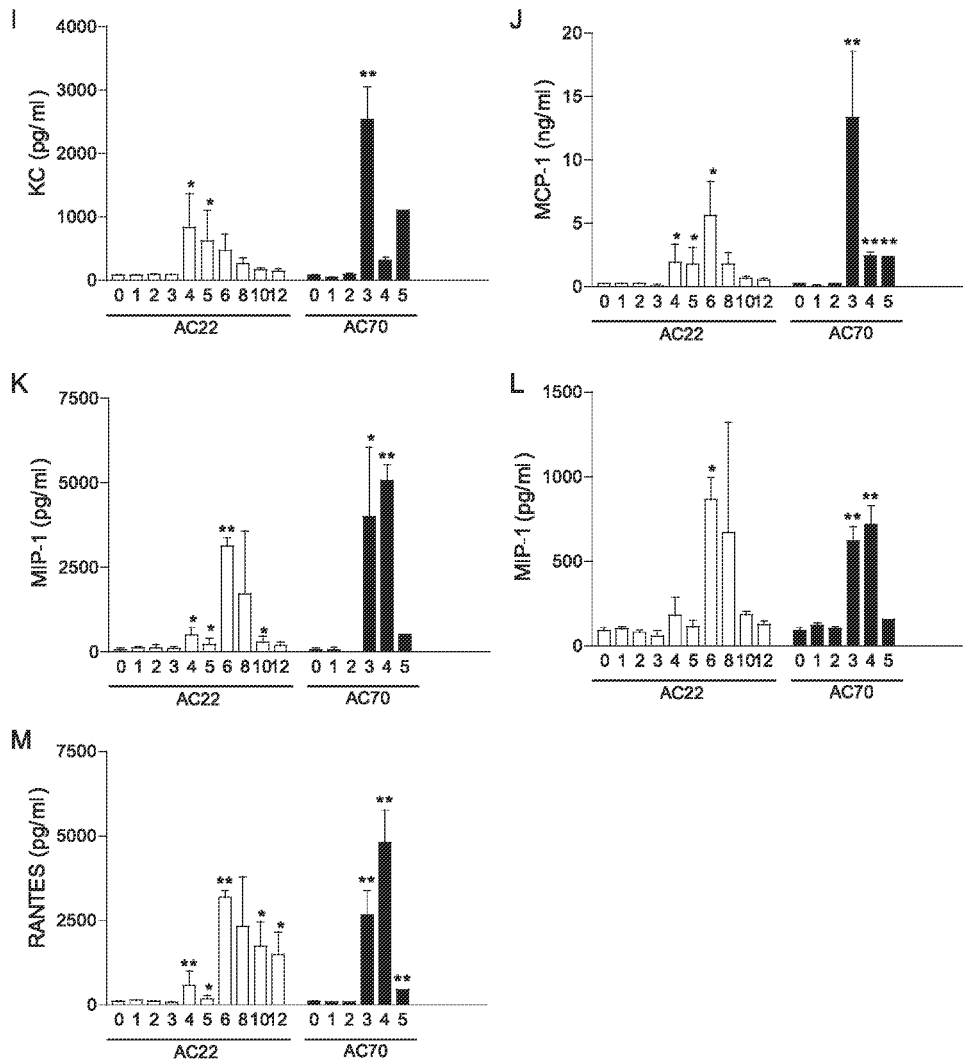 I
KC (pg/ml)
4000
3000
2000
1000
0
* * **
0 1 2 3 4 5 6 8 10 12 0 1 2 3 4 5
AC22 AC70
J
MCP-1 (ng/ml)
20
15
10
5
0
* * * ** ** **
0 1 2 3 4 5 6 8 10 12 0 1 2 3 4 5
AC22 AC70
K
MIP-1 (pg/ml)
7500
5000
2500
0
* * ** * * **
0 1 2 3 4 5 6 8 10 12 0 1 2 3 4 5
AC22 AC70
L
MIP-1 (pg/ml)
1500
1000
500
0
* ** **
0 1 2 3 4 5 6 8 10 12 0 1 2 3 4 5
AC22 AC70
M
RANTES (pg/ml)
7500
5000
2500
0
** * ** * * ** ** **
0 1 2 3 4 5 6 8 10 12 0 1 2 3 4 5
AC22 AC70